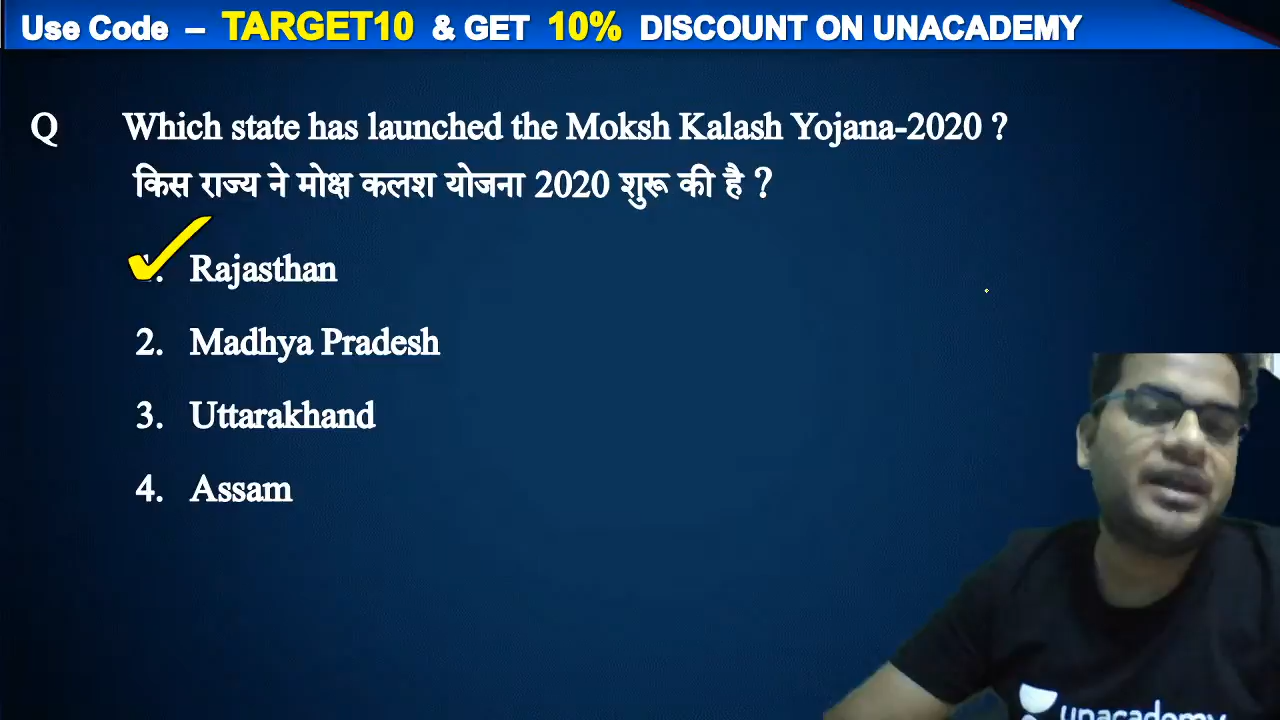 Use Code – TARGET10 & GET 10% DISCOUNT ON UNACADEMY
Q Which state has launched the Moksh Kalash Yojana-2020 ?
किस राज्य ने मोक्ष कलश योजना 2020 शुरू की है ?
Rajasthan
2. Madhya Pradesh
3. Uttarakhand
4. Assam
unacademy